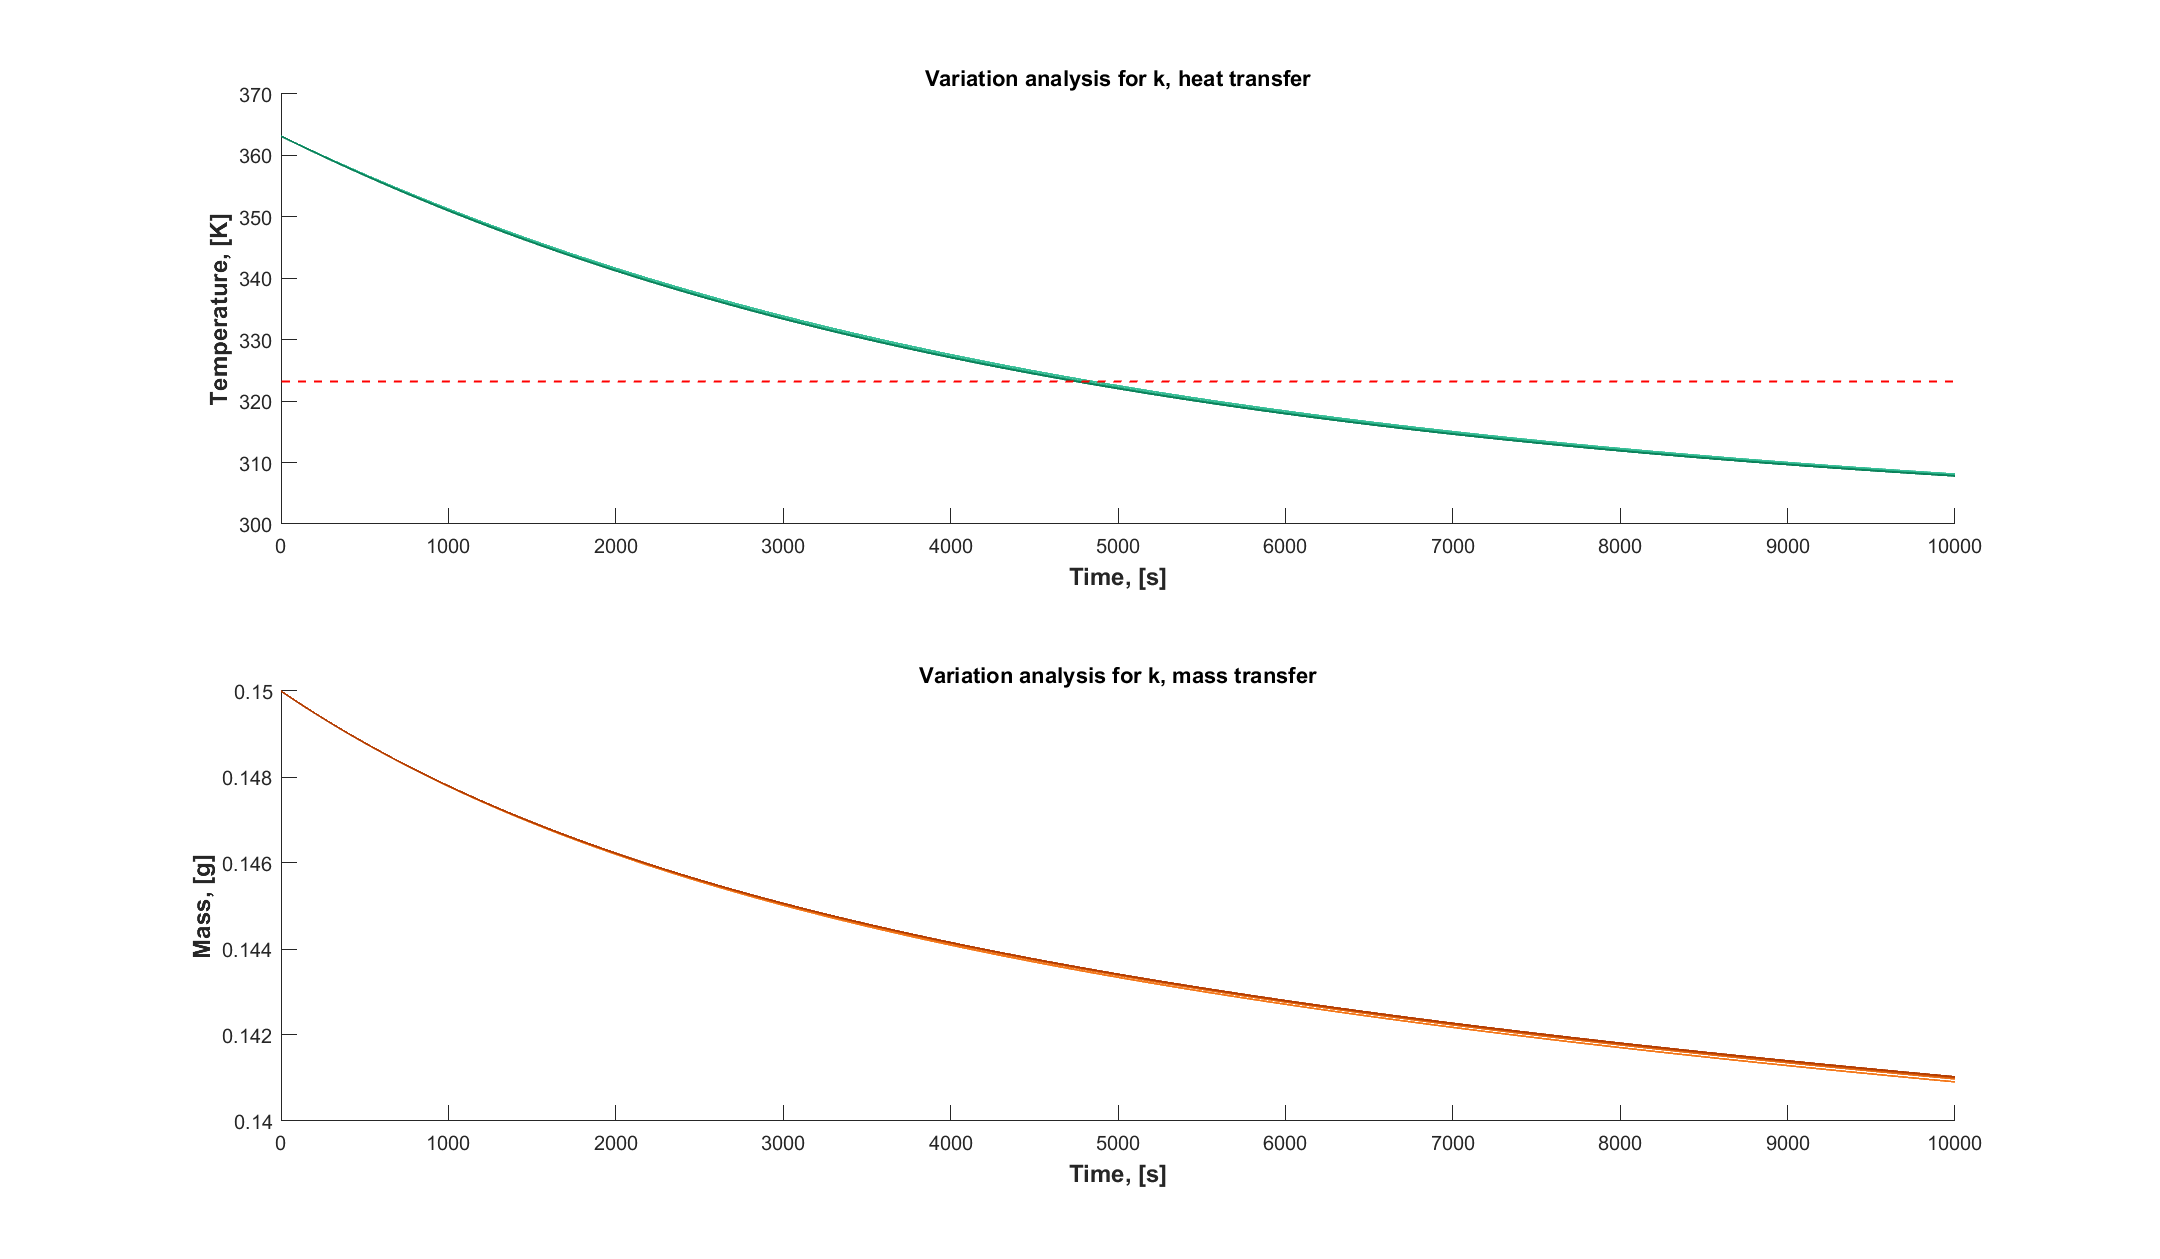 Variation analysis for k, heat transfer
370
360
350
340
330
320
310
300
Temperature, [K]
0 1000 2000 3000 4000 5000 6000 7000 8000 9000 10000
Time, [s]
Variation analysis for k, mass transfer
0.15
0.148
0.146
0.144
0.142
0.14
Mass, [g]
0 1000 2000 3000 4000 5000 6000 7000 8000 9000 10000
Time, [s]